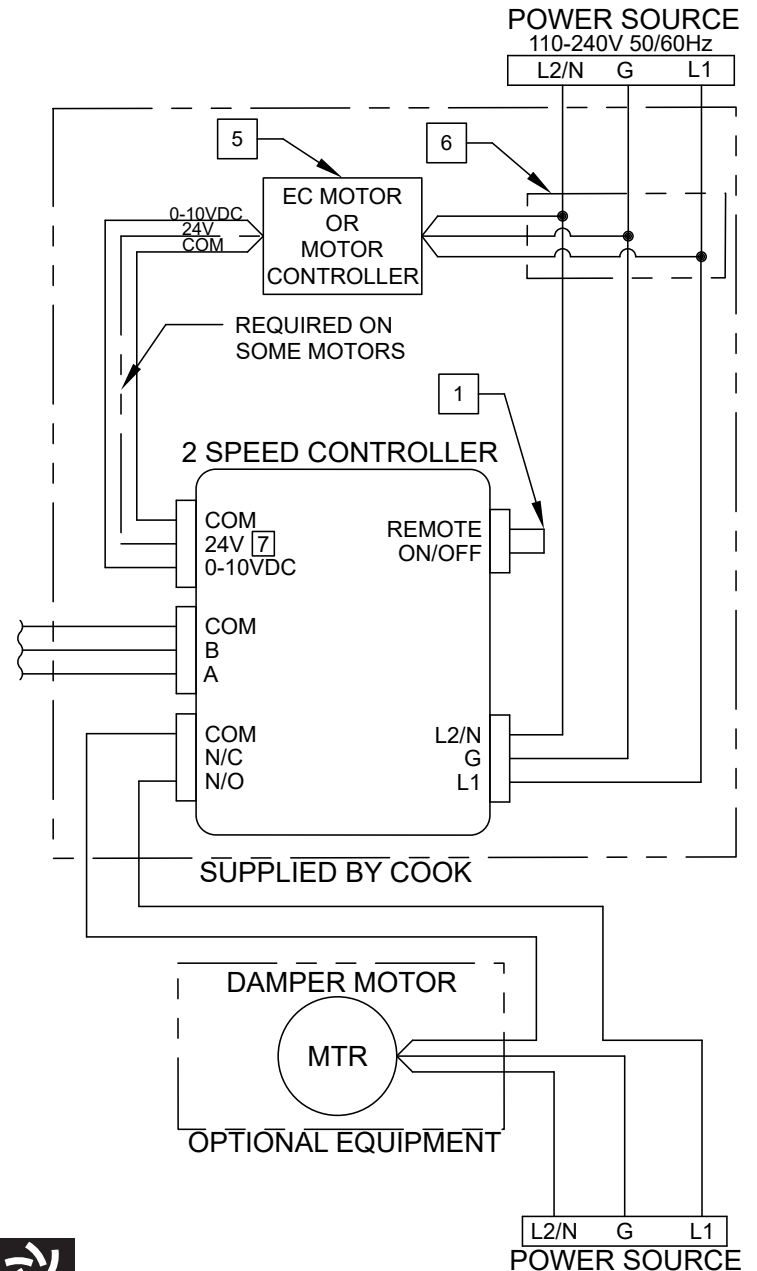 POWER SOURCE
110-240V 50/60Hz
L2/N G L1
5
6
0-10VDC
24V
COM
EC MOTOR
OR
MOTOR
CONTROLLER
REQUIRED ON
SOME MOTORS
1
2 SPEED CONTROLLER
COM
24V 7
0-10VDC
REMOTE
ON/OFF
COM
B
A
COM
N/C
N/O
L2/N
G
L1
SUPPLIED BY COOK
DAMPER MOTOR
MTR
OPTIONAL EQUIPMENT
L2/N G L1
POWER SOURCE